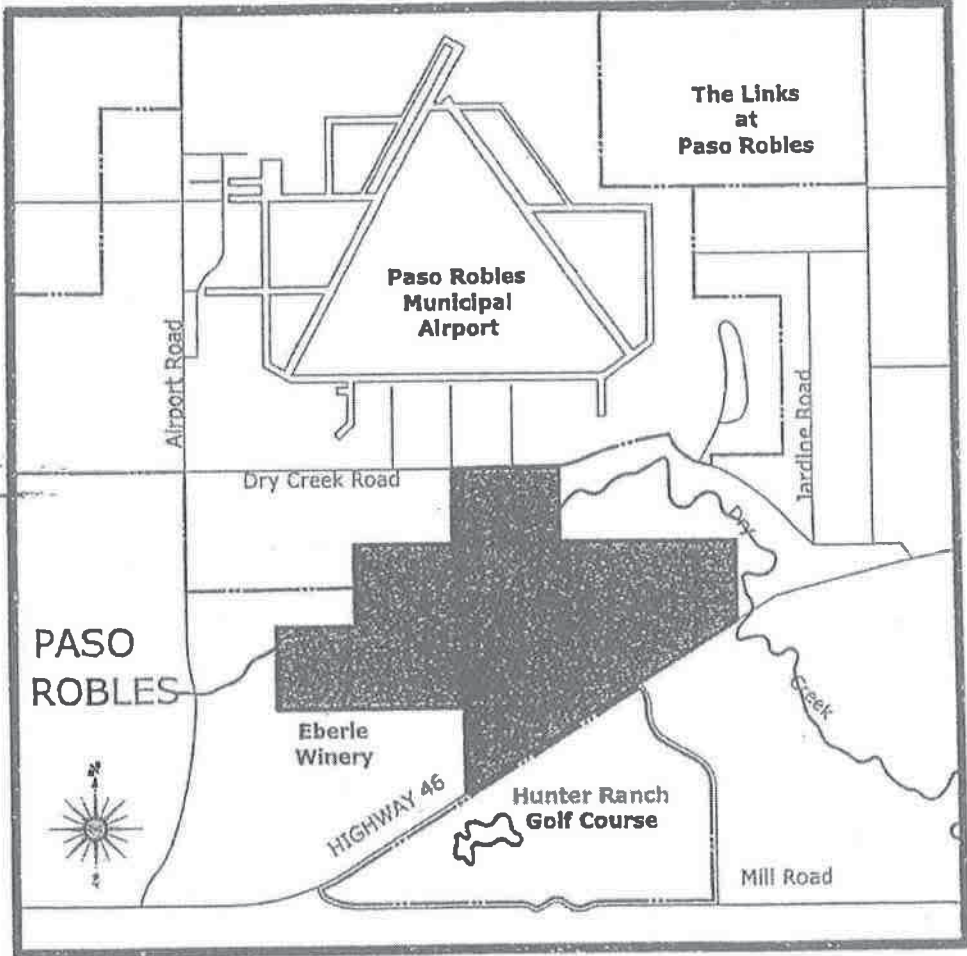 The Links
at
Paso Robles
Paso Robles
Municipal
Airport
Airport Road
Jardine Road
Dry Creek Road
Dry
Creek
PASO
ROBLES
Eberle
Winery
HIGHWAY 46
Hunter Ranch
Golf Course
Mill Road